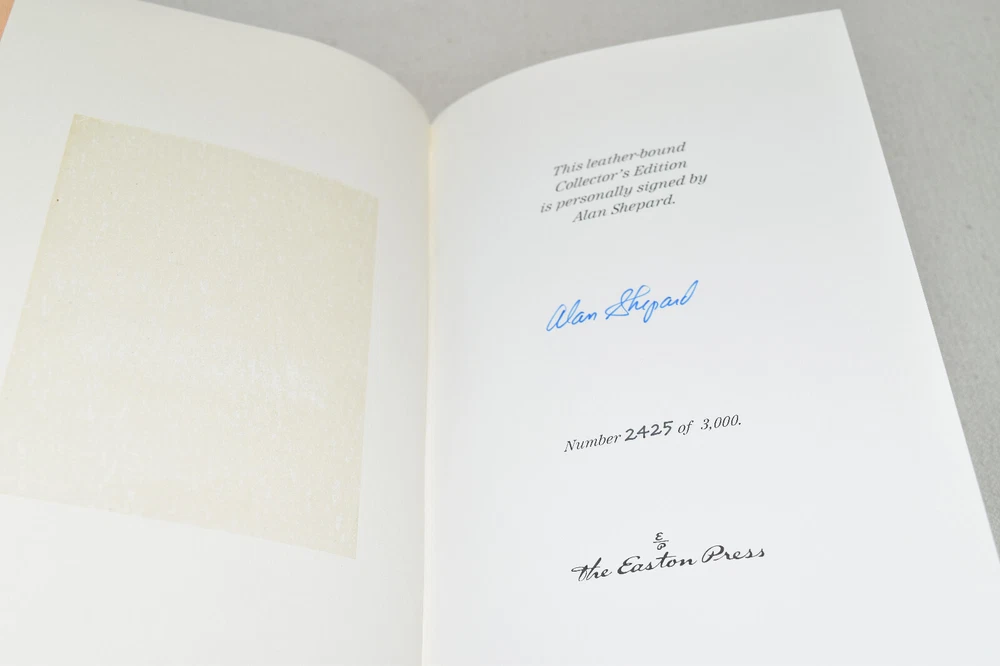 This leather-bound
Collector's Edition
is personally signed by
Alan Shepard.
Alan Shepard
Number 2425 of 3,000.
E
P
The Easton Press